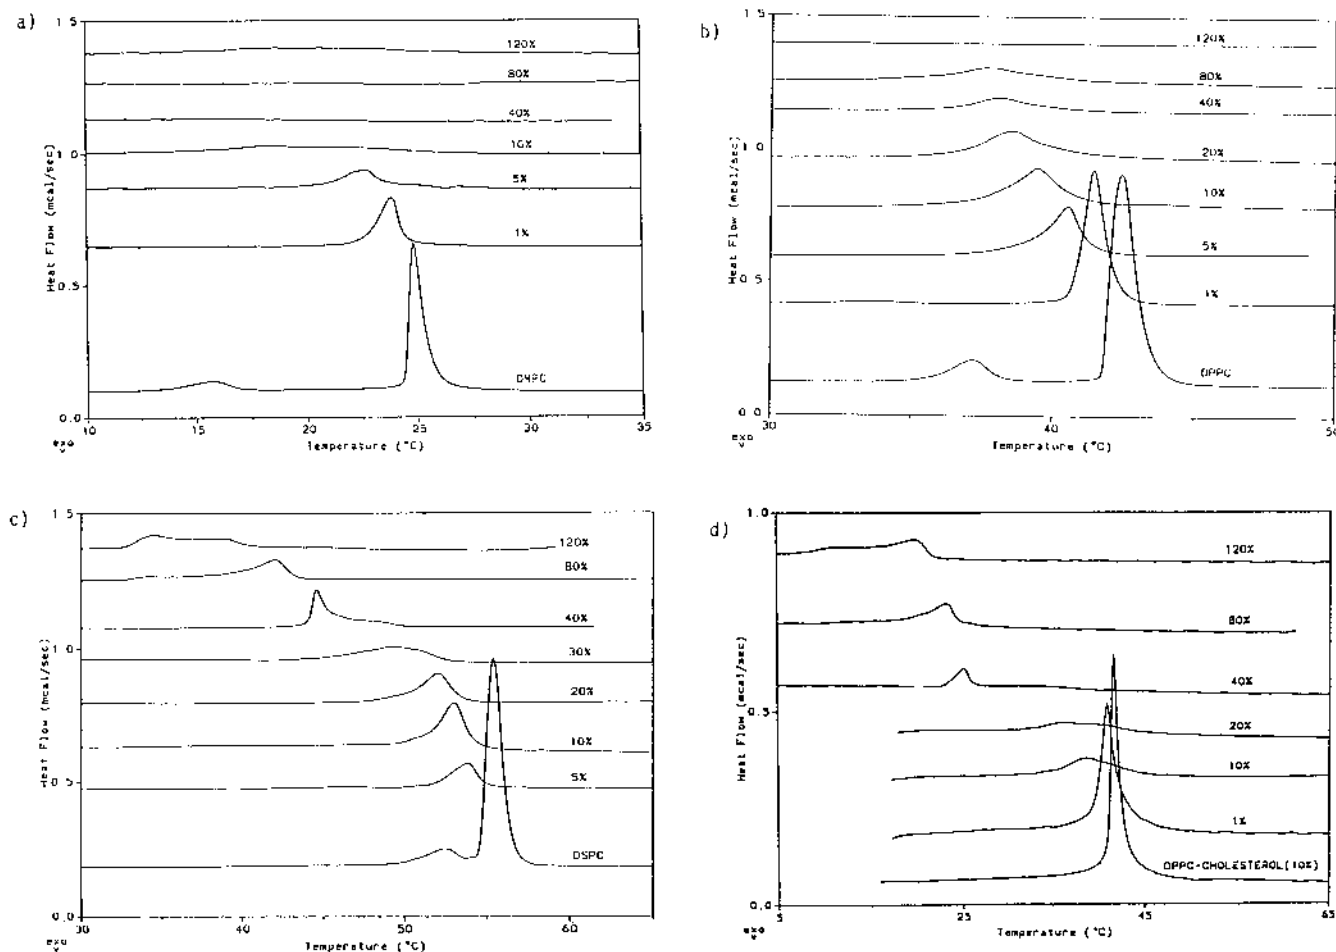 a)
1.5
120%
80%
40%
10%
1.0
5%
1%
0.5
DMPC
0.0
10 15 20 25 30 35
exo
Temperature (°C)
Heat Flow (mcal/sec)
b)
1.5
120%
80%
40%
1.0
20%
10%
5%
0.5
1%
DPPC
0.0
30 40 50
exo
Temperature (°C)
Heat Flow (mcal/sec)
c)
1.5
120%
80%
40%
1.0
30%
20%
10%
0.5
5%
DSPC
0.0
30 40 50 60
exo
Temperature (°C)
Heat Flow (mcal/sec)
d)
1.0
120%
80%
40%
0.5
20%
10%
1%
DPPC-CHOLESTEROL(10%)
0.0
5 25 45 65
exo
Temperature (°C)
Heat Flow (mcal/sec)